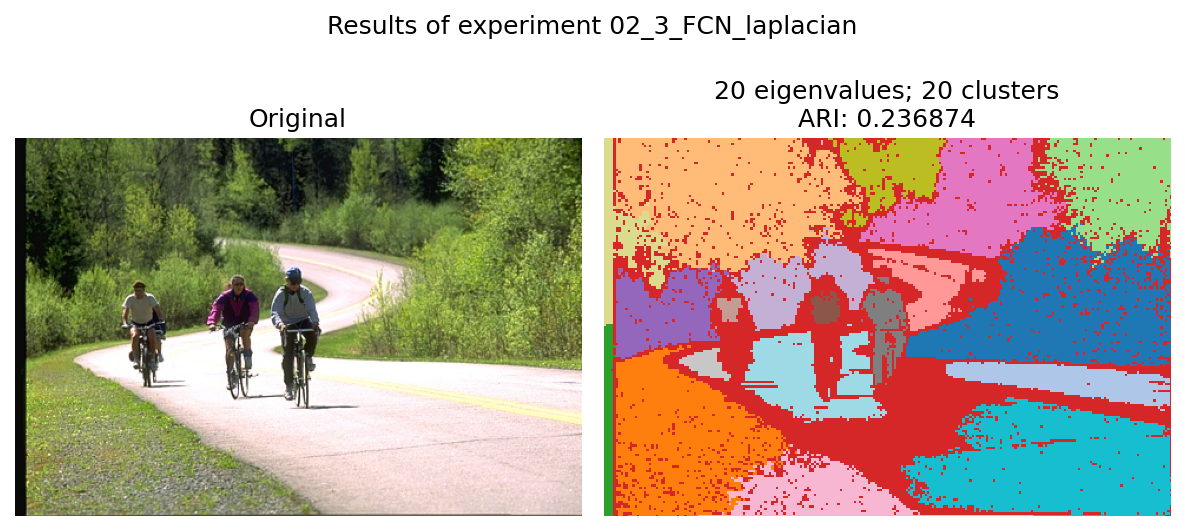 Results of experiment 02_3_FCN_laplacian
Original
20 eigenvalues; 20 clusters
ARI: 0.236874